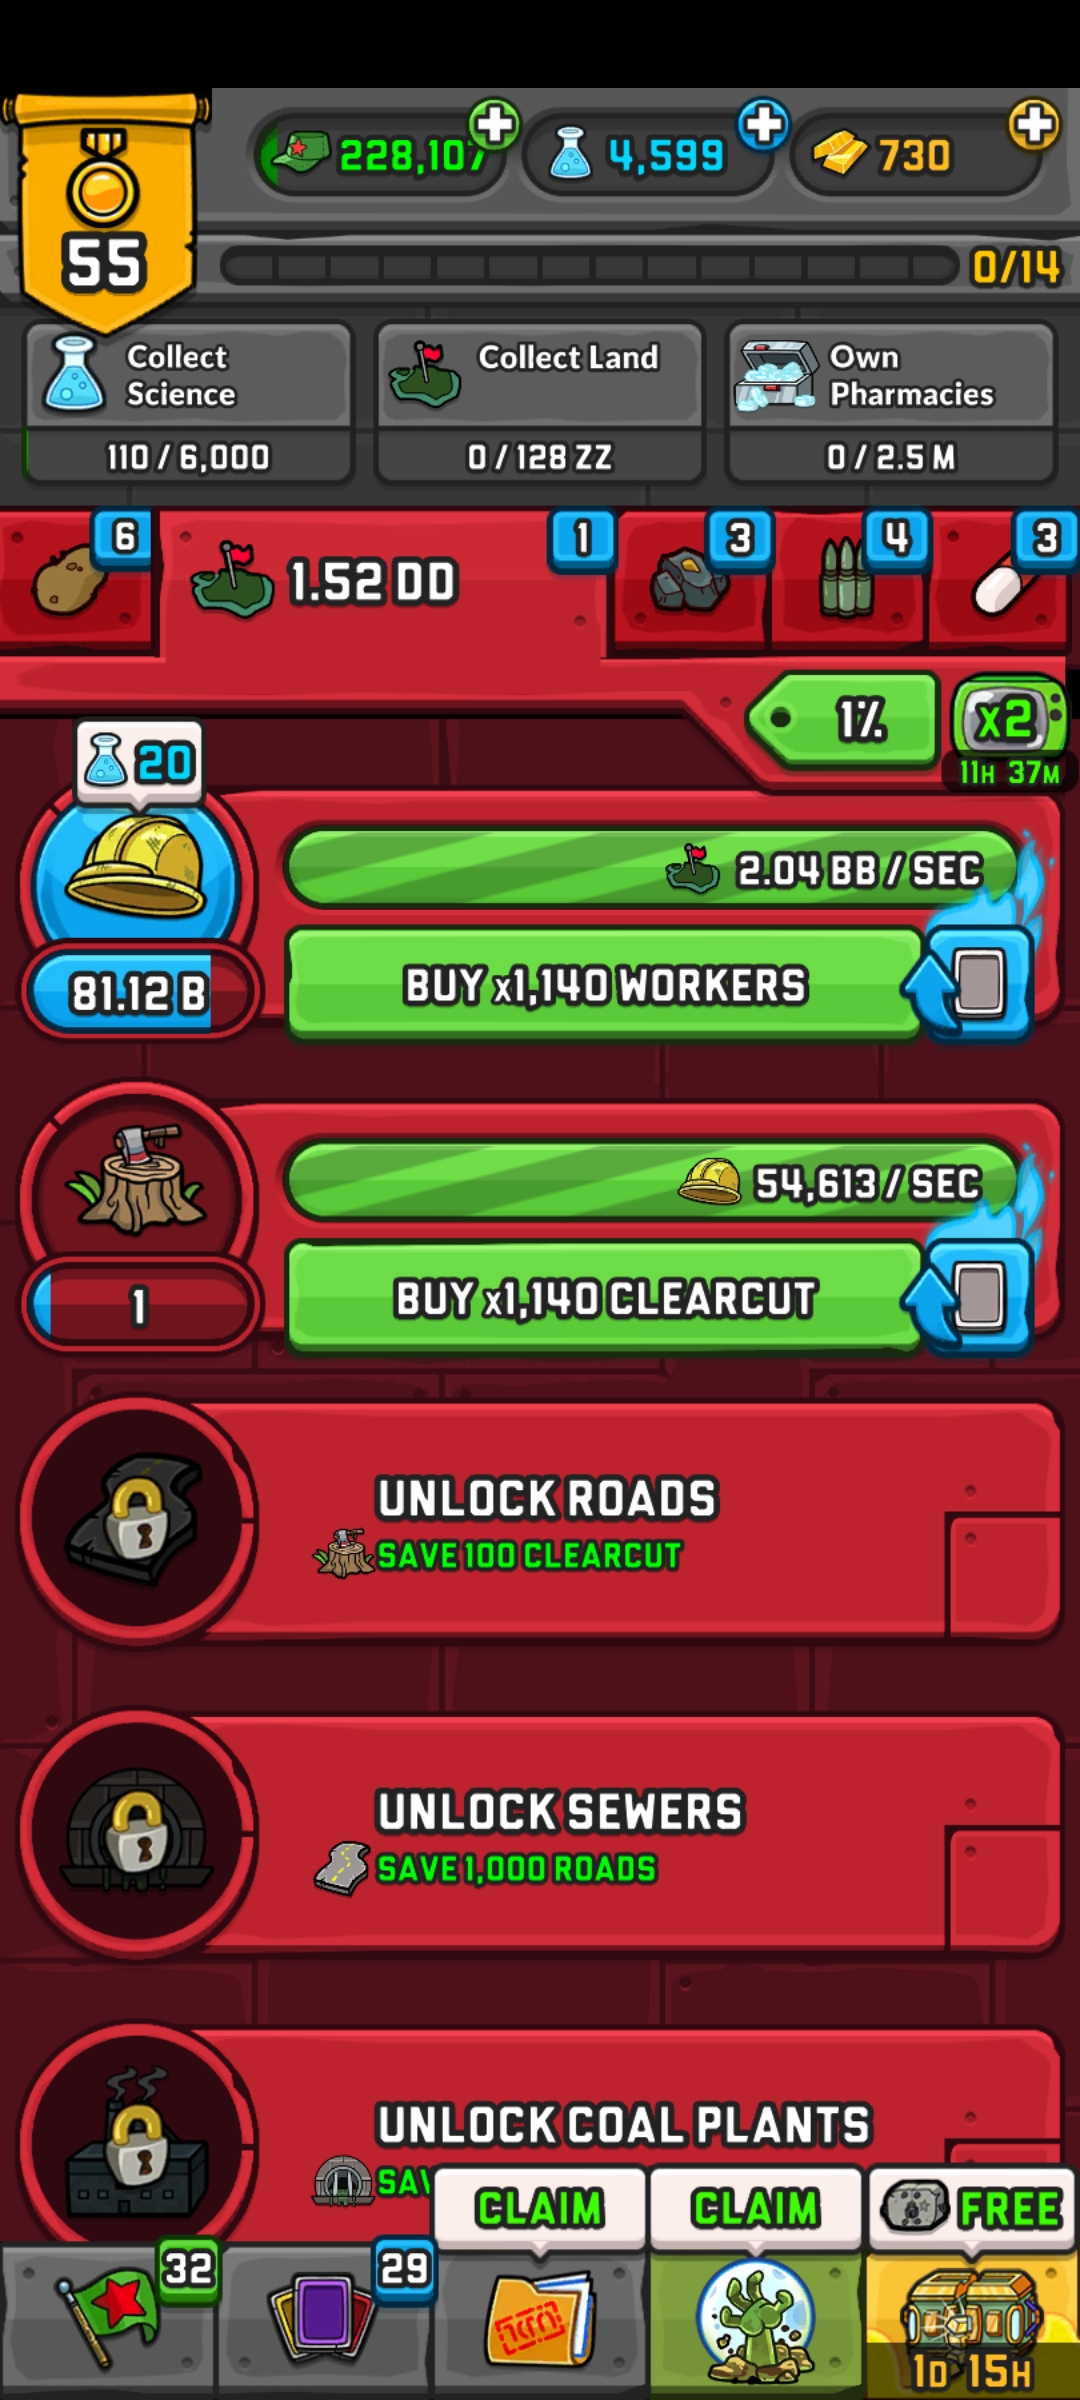 55
228,107
4,599
730
0/14
Collect
Science
110 / 6,000
Collect Land
0 / 128 ZZ
Own
Pharmacies
0 / 2.5 M
6
1.52 DD
1
3
4
3
1%
x2
11H 37M
20
2.04 BB / SEC
81.12 B
BUY x1,140 WORKERS
54,613 / SEC
1
BUY x1,140 CLEARCUT
UNLOCK ROADS
SAVE 100 CLEARCUT
UNLOCK SEWERS
SAVE 1,000 ROADS
UNLOCK COAL PLANTS
CLAIM
CLAIM
FREE
32
29
1D 15H